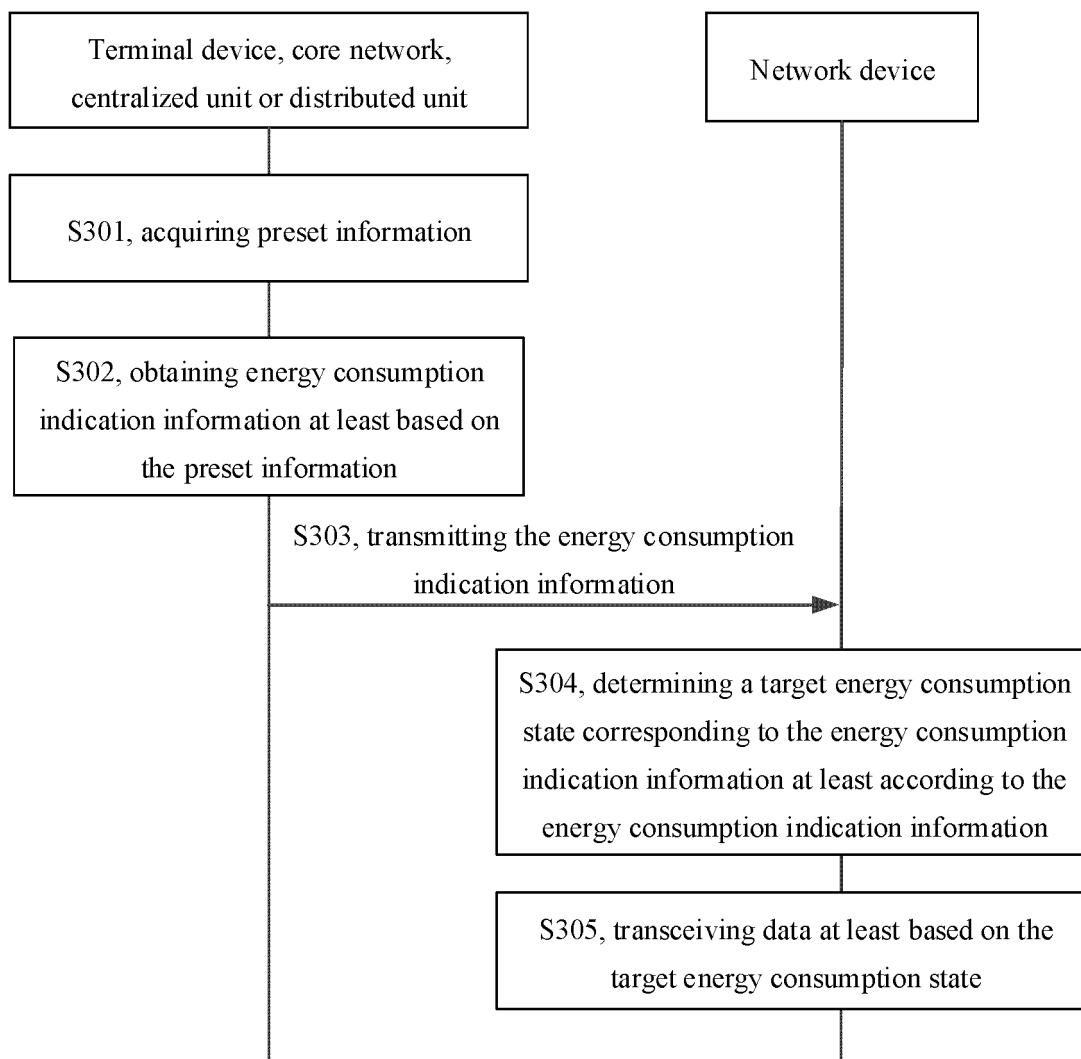 Terminal device, core network,
centralized unit or distributed unit
Network device
S301, acquiring preset information
S302, obtaining energy consumption
indication information at least based on
the preset information
S303, transmitting the energy consumption
indication information
S304, determining a target energy consumption
state corresponding to the energy consumption
indication information at least according to the
energy consumption indication information
S305, transceiving data at least based on the
target energy consumption state